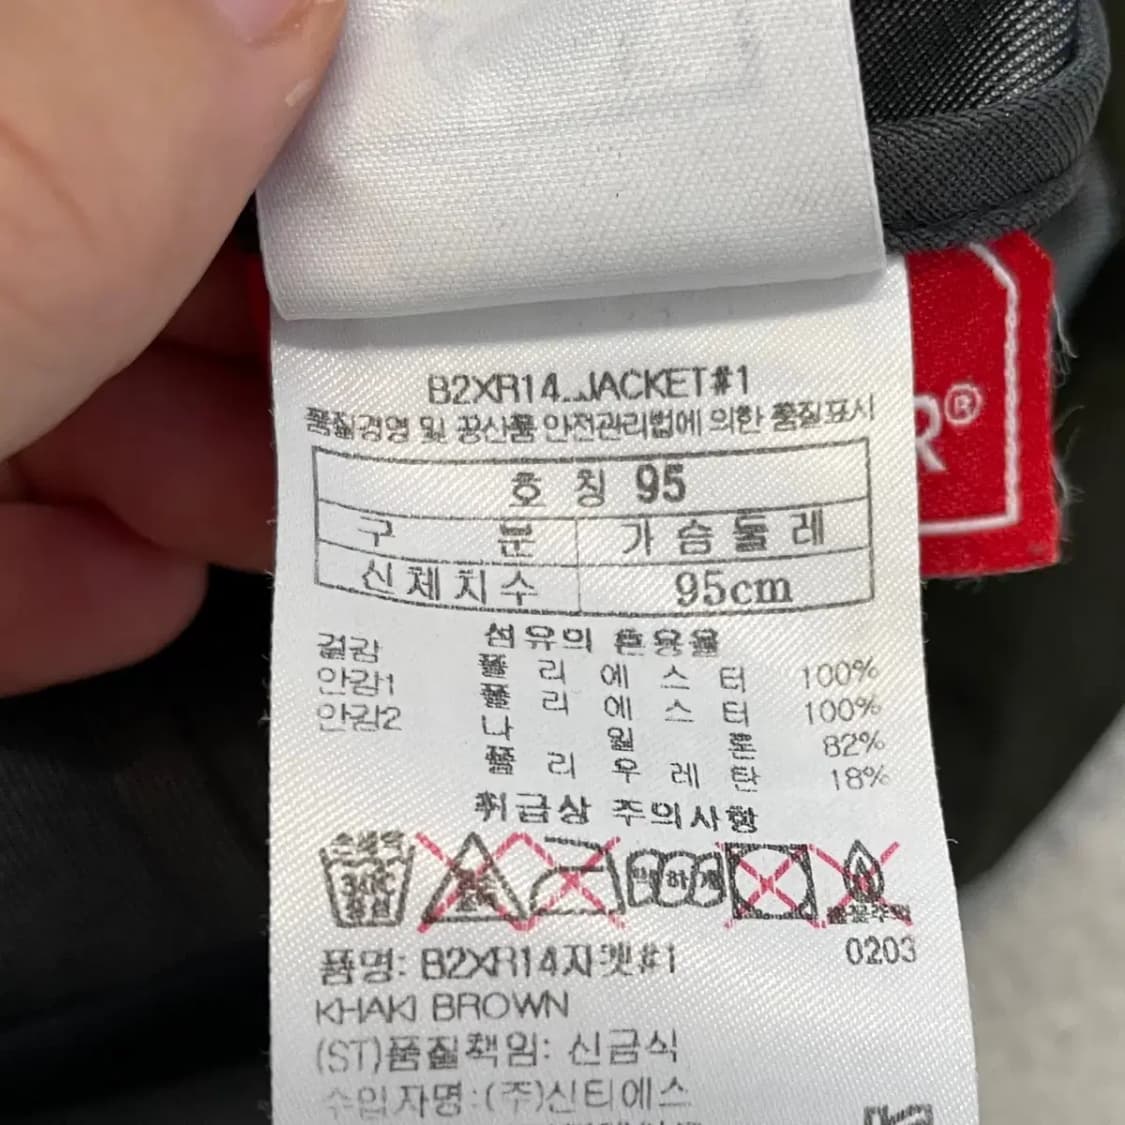 B2XR14...JACKET#1
품질경영 및 공산품 안전관리법에 의한 품질표시
호 칭 95
구 분 가 슴 둘 레
신체치수 95cm
섬유의 혼용율
겉감 폴 리 에 스 터 100%
안감1 폴 리 에 스 터 100%
안감2 나 일 론 82%
폴 리 우 레 탄 18%
취급상 주의사항
손세탁
30℃
중성
약하게
불꽃주의
0203
품명: B2XR14자켓#1
KHAKI BROWN
(ST)품질책임: 신금식
수입자명:(주)신티에스
R®